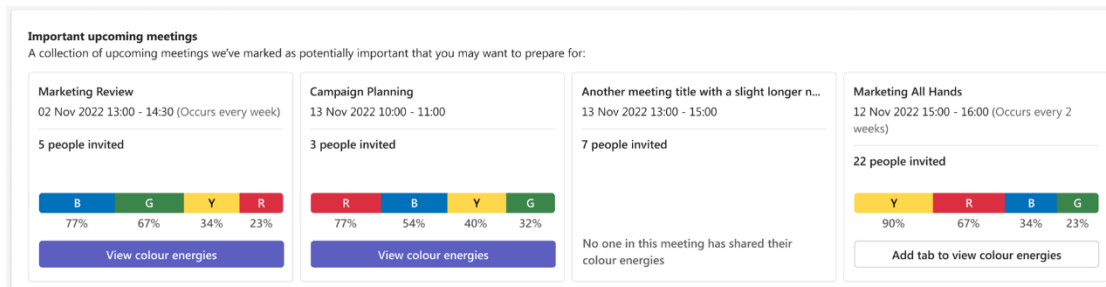 Important upcoming meetings
A collection of upcoming meetings we've marked as potentially important that you may want to prepare for:
Marketing Review
02 Nov 2022 13:00 - 14:30 (Occurs every week)
5 people invited
B G Y R
77% 67% 34% 23%
View colour energies
Campaign Planning
13 Nov 2022 10:00 - 11:00
3 people invited
R B Y G
77% 54% 40% 32%
View colour energies
Another meeting title with a slight longer n...
13 Nov 2022 13:00 - 15:00
7 people invited
No one in this meeting has shared their
colour energies
Marketing All Hands
12 Nov 2022 15:00 - 16:00 (Occurs every 2
weeks)
22 people invited
Y R B G
90% 67% 34% 23%
Add tab to view colour energies